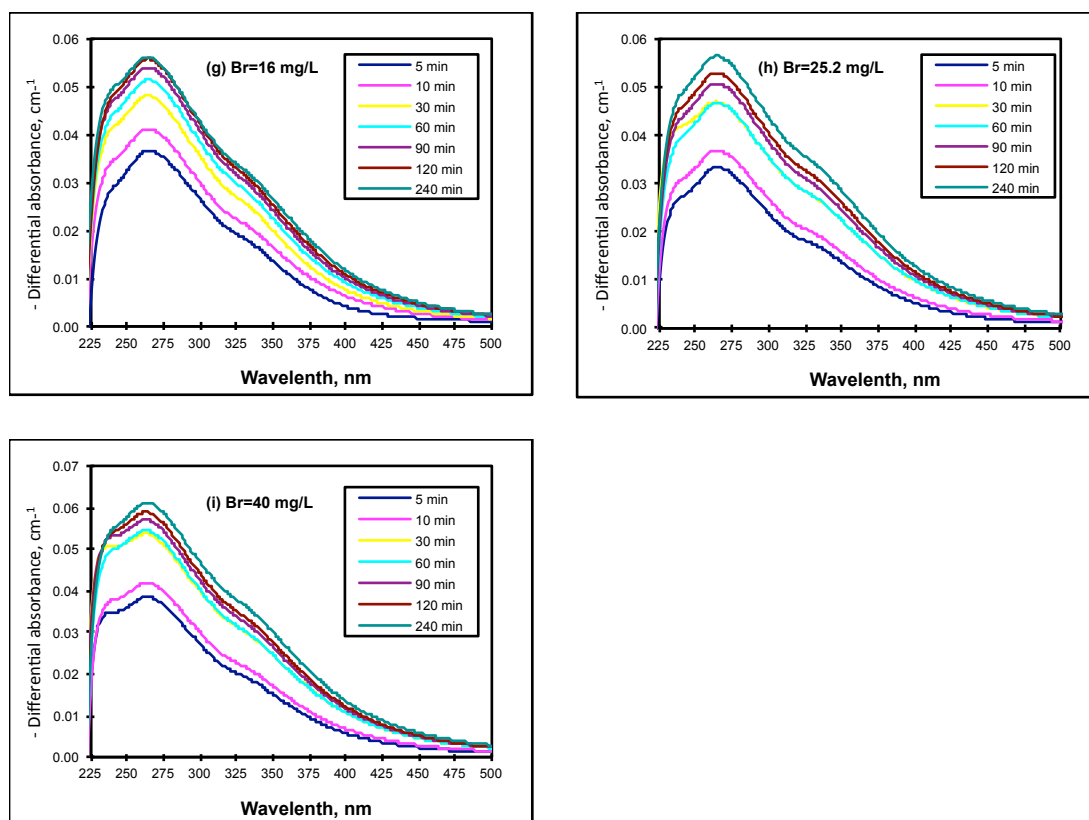 (g) Br=16 mg/L
- Differential absorbance, cm-1
0.06
0.05
0.04
0.03
0.02
0.01
0.00
225 250 275 300 325 350 375 400 425 450 475 500
Wavelenth, nm
5 min
10 min
30 min
60 min
90 min
120 min
240 min
(h) Br=25.2 mg/L
- Differential absorbance, cm-1
0.06
0.05
0.04
0.03
0.02
0.01
0.00
225 250 275 300 325 350 375 400 425 450 475 500
Wavelenth, nm
5 min
10 min
30 min
60 min
90 min
120 min
240 min
(i) Br=40 mg/L
- Differential absorbance, cm-1
0.07
0.06
0.05
0.04
0.03
0.02
0.01
0.00
225 250 275 300 325 350 375 400 425 450 475 500
Wavelenth, nm
5 min
10 min
30 min
60 min
90 min
120 min
240 min